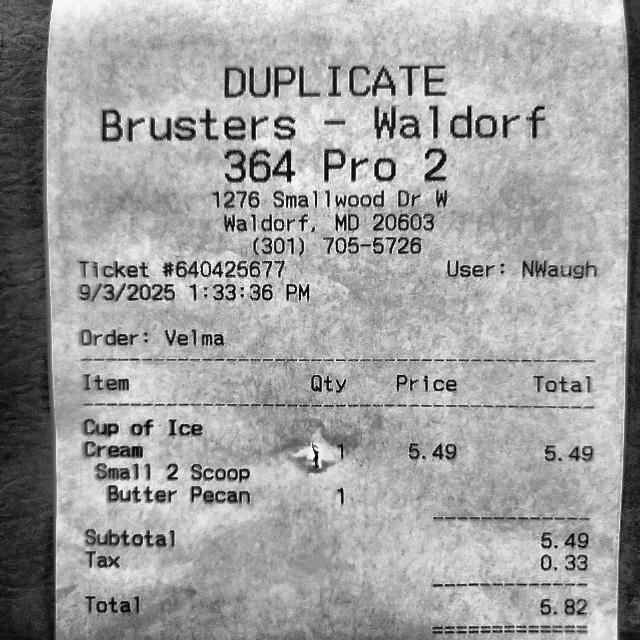 DUPLICATE
Brusters - Waldorf
364 Pro 2
1276 Smallwood Dr W
Waldorf, MD 20603
(301) 705-5726
Ticket #640425677 User: NWaugh
9/3/2025 1:33:36 PM
Order: Velma
Item Qty Price Total
Cup of Ice
Cream 1 5.49 5.49
Small 2 Scoop
Butter Pecan 1
Subtotal 5.49
Tax 0.33
Total 5.82